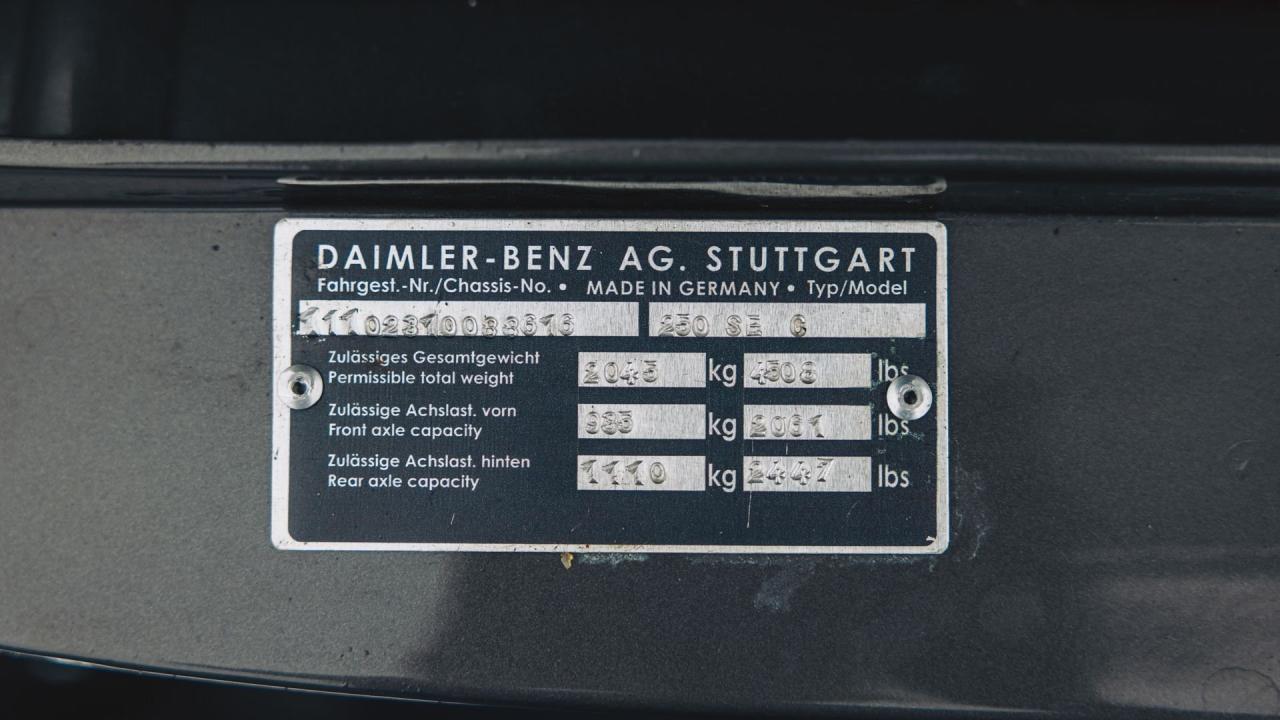 DAIMLER-BENZ AG. STUTTGART
Fahrgest.-Nr./Chassis-No. • MADE IN GERMANY • Typ/Model
11102310083616 250 SE C
Zulässiges Gesamtgewicht
Permissible total weight 2045 kg 4508 lbs
Zulässige Achslast. vorn
Front axle capacity 935 kg 2061 lbs
Zulässige Achslast. hinten
Rear axle capacity 1110 kg 2447 lbs